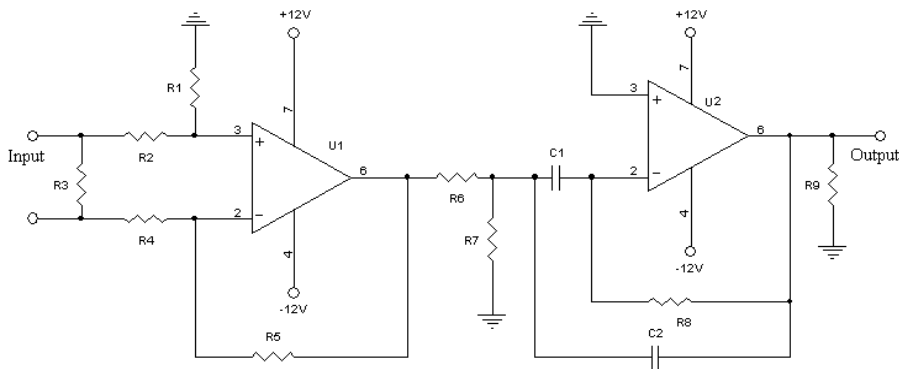 +12V
+12V
R1
7
U1
3
+
Input
R2
6
R3
2
−
R4
4
-12V
R5
R6
R7
C1
7
U2
3
+
6
Output
2
−
R9
4
-12V
R8
C2